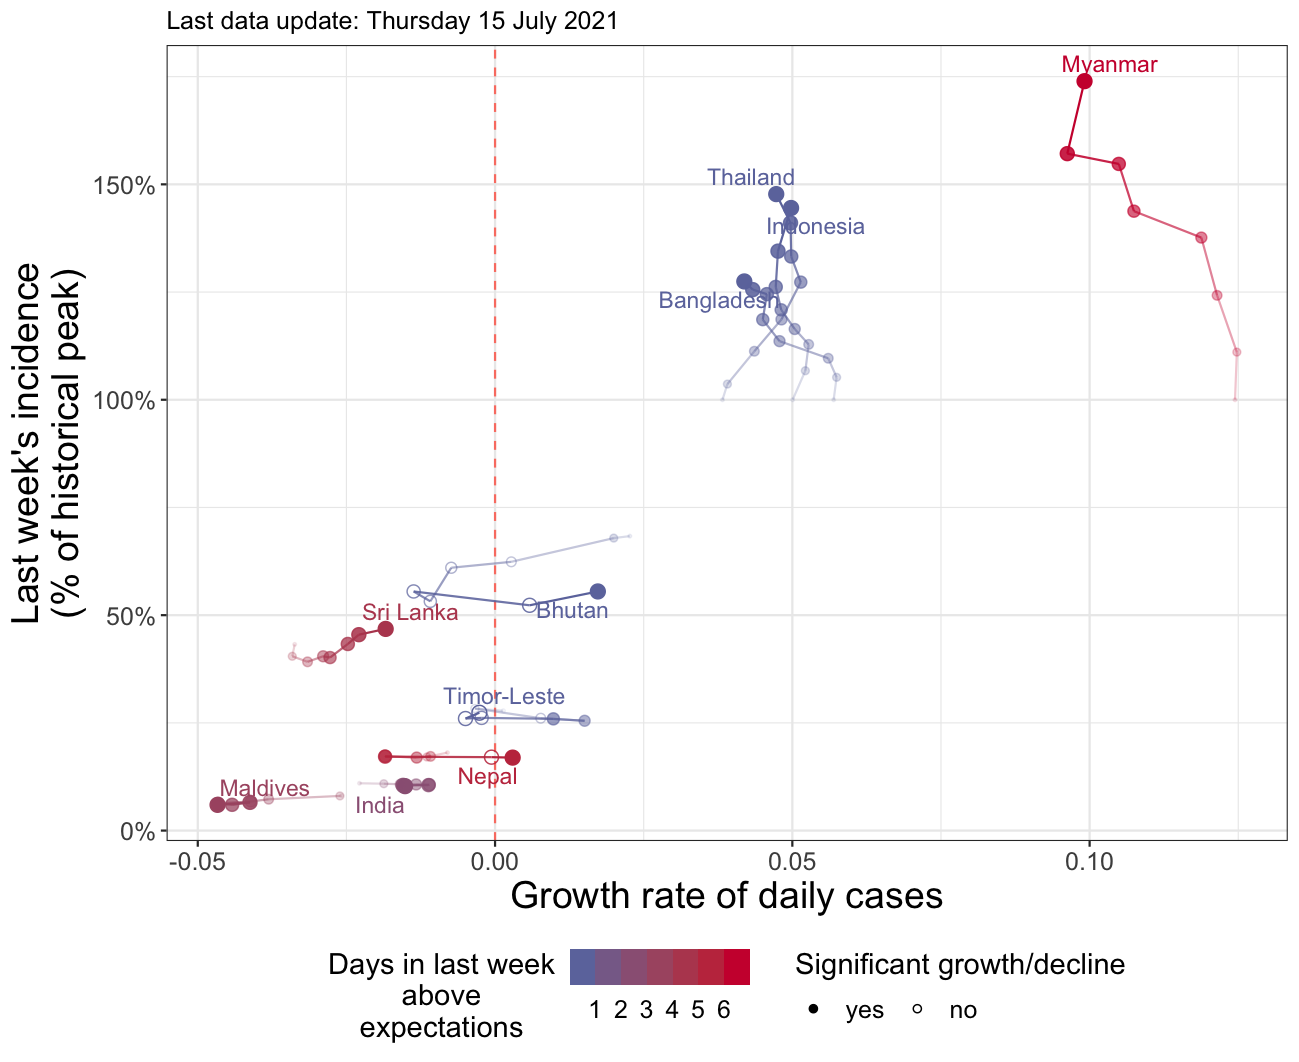 Last data update: Thursday 15 July 2021
Myanmar
Thailand
Indonesia
Bangladesh
Bhutan
Sri Lanka
Timor-Leste
Nepal
Maldives
India
150%
100%
50%
0%
-0.05
0.00
0.05
0.10
Last week's incidence
(% of historical peak)
Growth rate of daily cases
Days in last week
above
expectations
1 2 3 4 5 6
Significant growth/decline
yes
no